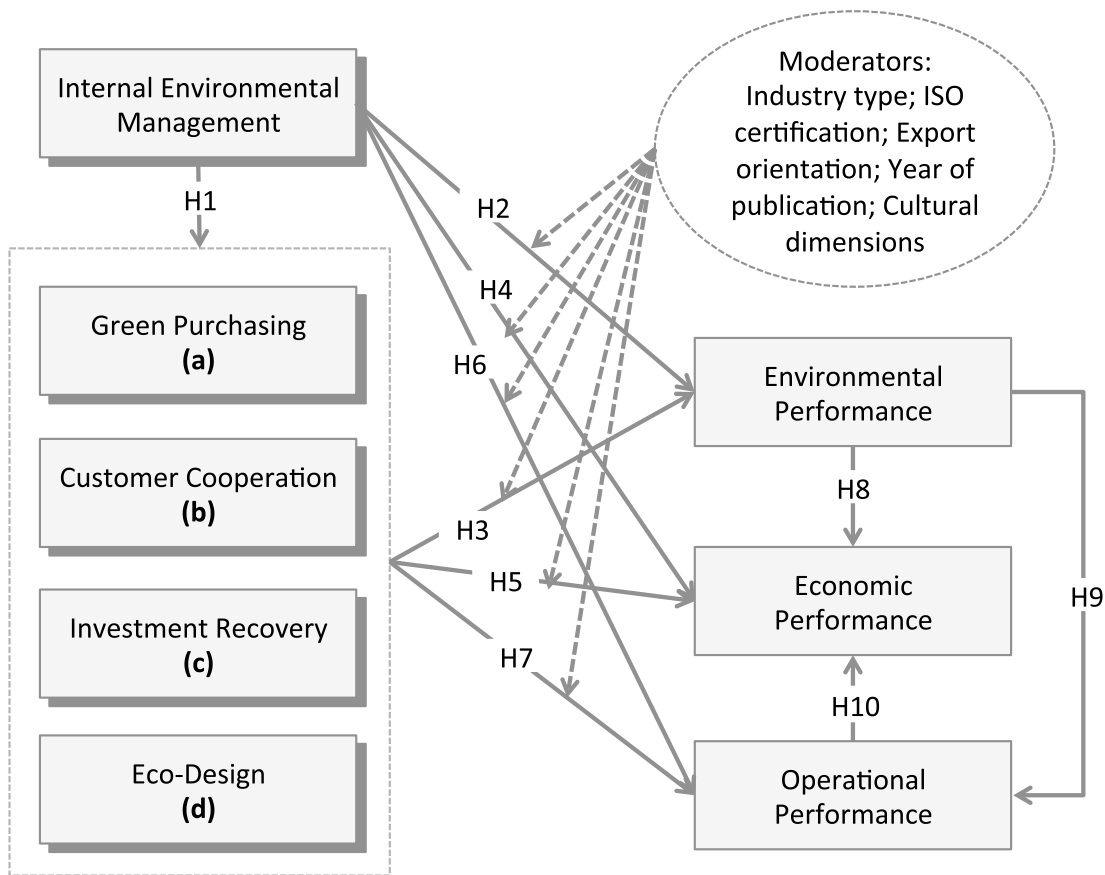 Internal Environmental
Management
H1
Green Purchasing
(a)
Customer Cooperation
(b)
Investment Recovery
(c)
Eco-Design
(d)
H2
H4
H6
H3
H5
H7
Moderators:
Industry type; ISO
certification; Export
orientation; Year of
publication; Cultural
dimensions
Environmental
Performance
H8
Economic
Performance
H9
H10
Operational
Performance